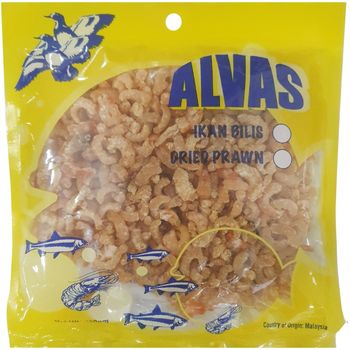 ALVAS
IKAN BILIS
DRIED PRAWN
Country of Origin: Malaysia